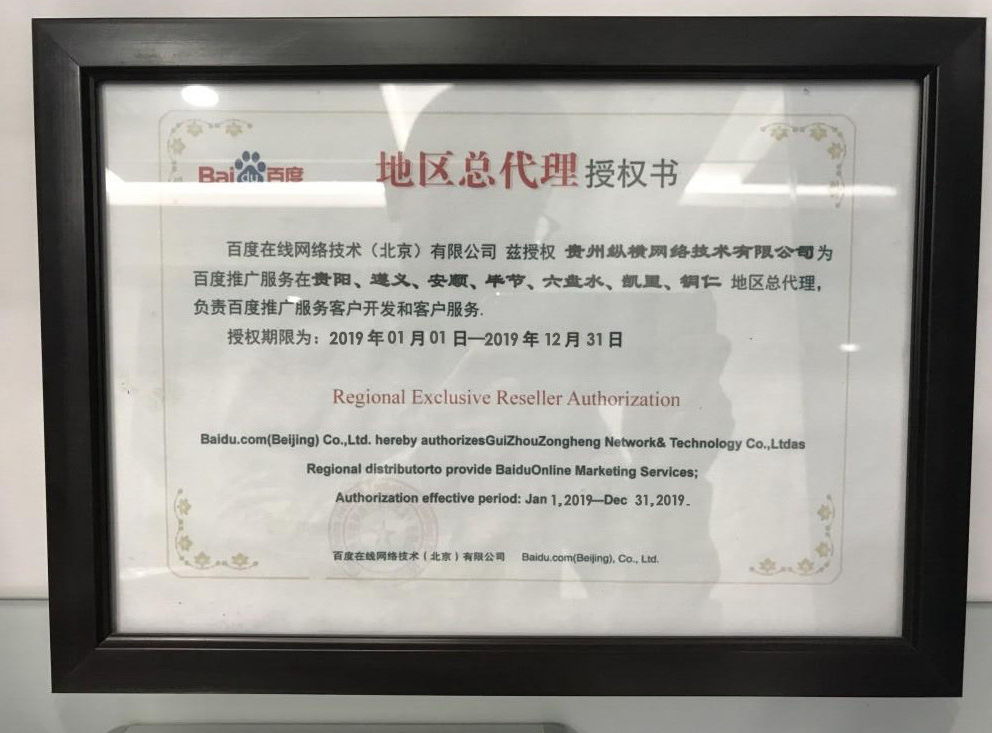 Bai du 百度
地区总代理授权书
百度在线网络技术（北京）有限公司 兹授权 贵州纵横网络技术有限公司为
百度推广服务在贵阳、遵义、安顺、毕节、六盘水、凯里、铜仁 地区总代理，
负责百度推广服务客户开发和客户服务.
授权期限为：2019年01月01日—2019年12月31日
Regional Exclusive Reseller Authorization
Baidu.com(Beijing) Co.,Ltd. hereby authorizesGuiZhouZongheng Network& Technology Co.,Ltdas
Regional distributorto provide BaiduOnline Marketing Services;
Authorization effective period: Jan 1,2019—Dec 31,2019.
百度在线网络技术（北京）有限公司 Baidu.com(Beijing), Co., Ltd.